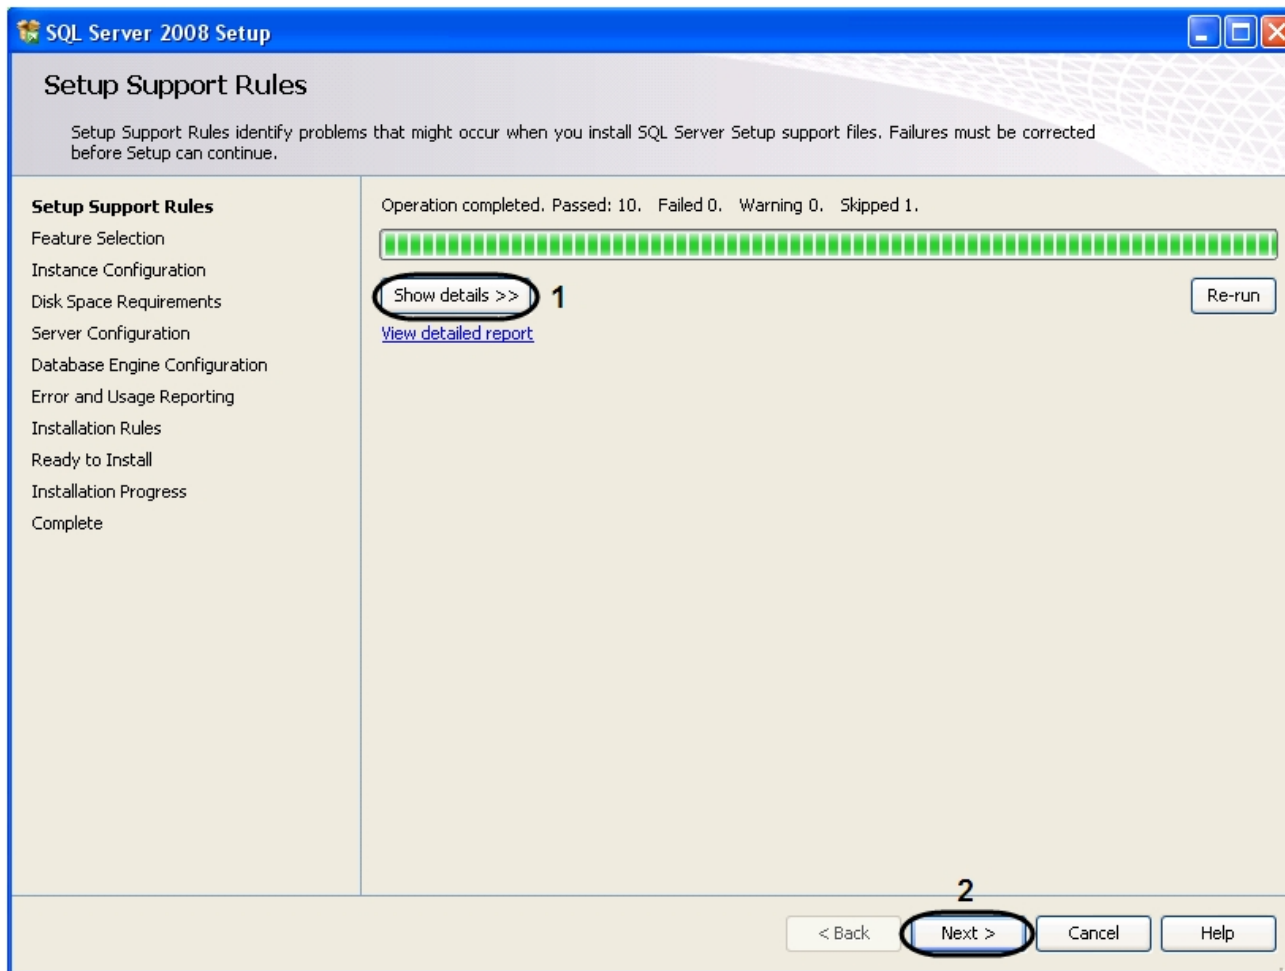 SQL Server 2008 Setup
Setup Support Rules
Setup Support Rules identify problems that might occur when you install SQL Server Setup support files. Failures must be corrected
before Setup can continue.
Setup Support Rules
Feature Selection
Instance Configuration
Disk Space Requirements
Server Configuration
Database Engine Configuration
Error and Usage Reporting
Installation Rules
Ready to Install
Installation Progress
Complete
Operation completed. Passed: 10. Failed 0. Warning 0. Skipped 1.
Show details >> 1
Re-run
View detailed report
2
< Back
Next >
Cancel
Help